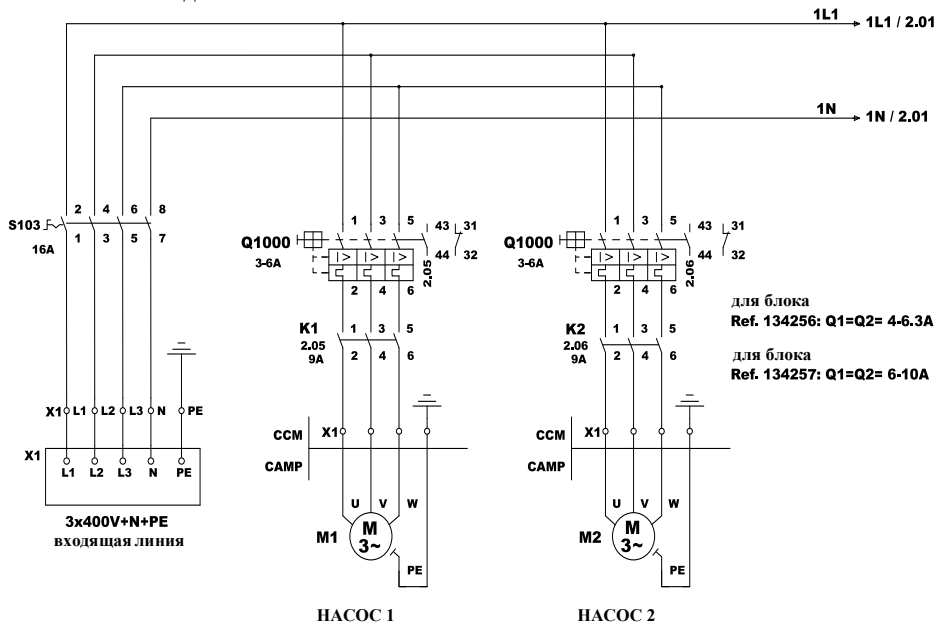 1L1
1L1 / 2.01
1N
1N / 2.01
2 4 6 8
S103
16A
1 3 5 7
1 3 5 43 31
Q1000
3-6A
44 32
2.05
2 4 6
1 3 5 43 31
Q1000
3-6A
44 32
2.06
2 4 6
для блока
Ref. 134256: Q1=Q2= 4-6.3A
для блока
Ref. 134257: Q1=Q2= 6-10A
K1 1 3 5
2.05
9A
2 4 6
K2 1 3 5
2.06
9A
2 4 6
X1 L1 L2 L3 N PE
X1
L1 L2 L3 N PE
3x400V+N+PE
входящая линия
CCM X1
CAMP
U V W
M1
M
3~
PE
НАСОС 1
CCM X1
CAMP
U V W
M2
M
3~
PE
НАСОС 2